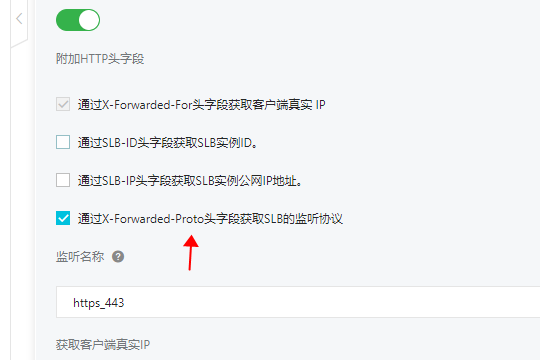 附加HTTP头字段
通过X-Forwarded-For头字段获取客户端真实 IP
通过SLB-ID头字段获取SLB实例ID。
通过SLB-IP头字段获取SLB实例公网IP地址。
通过X-Forwarded-Proto头字段获取SLB的监听协议
监听名称 ?
https_443
获取客户端真实IP